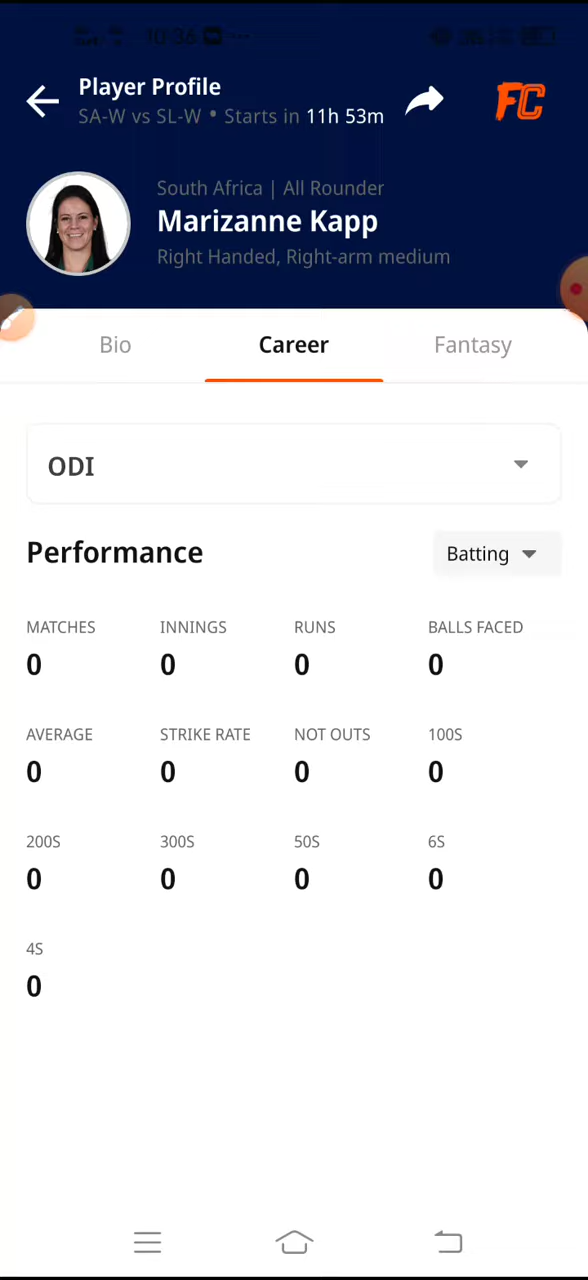 10:36
Player Profile
SA-W vs SL-W • Starts in 11h 53m
FC
South Africa | All Rounder
Marizanne Kapp
Right Handed, Right-arm medium
Bio Career Fantasy
ODI
Performance Batting
MATCHES INNINGS RUNS BALLS FACED
0 0 0 0
AVERAGE STRIKE RATE NOT OUTS 100S
0 0 0 0
200S 300S 50S 6S
0 0 0 0
4S
0